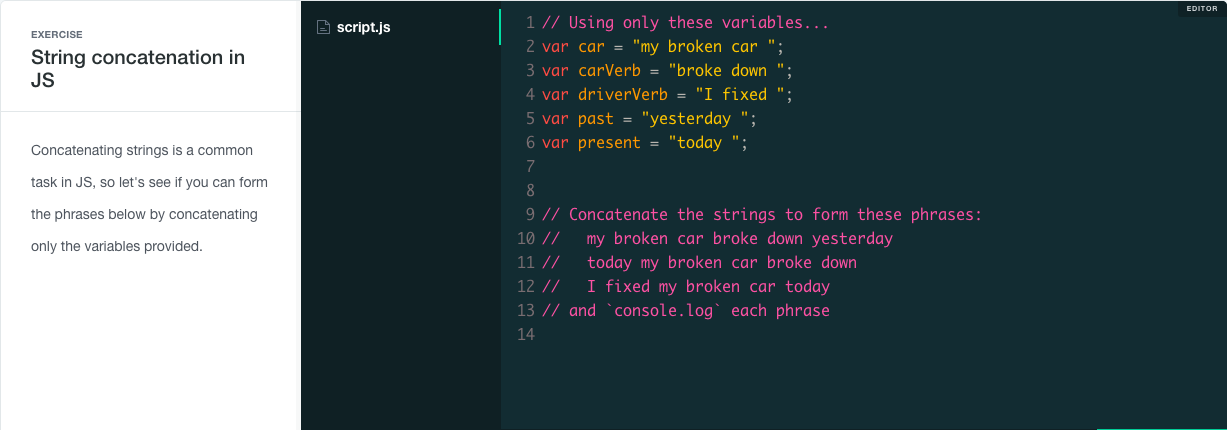 EXERCISE
String concatenation in
JS
Concatenating strings is a common
task in JS, so let's see if you can form
the phrases below by concatenating
only the variables provided.
script.js
EDITOR
1 // Using only these variables...
2 var car = "my broken car ";
3 var carVerb = "broke down ";
4 var driverVerb = "I fixed ";
5 var past = "yesterday ";
6 var present = "today ";
7
8
9 // Concatenate the strings to form these phrases:
10 //   my broken car broke down yesterday
11 //   today my broken car broke down
12 //   I fixed my broken car today
13 // and `console.log` each phrase
14